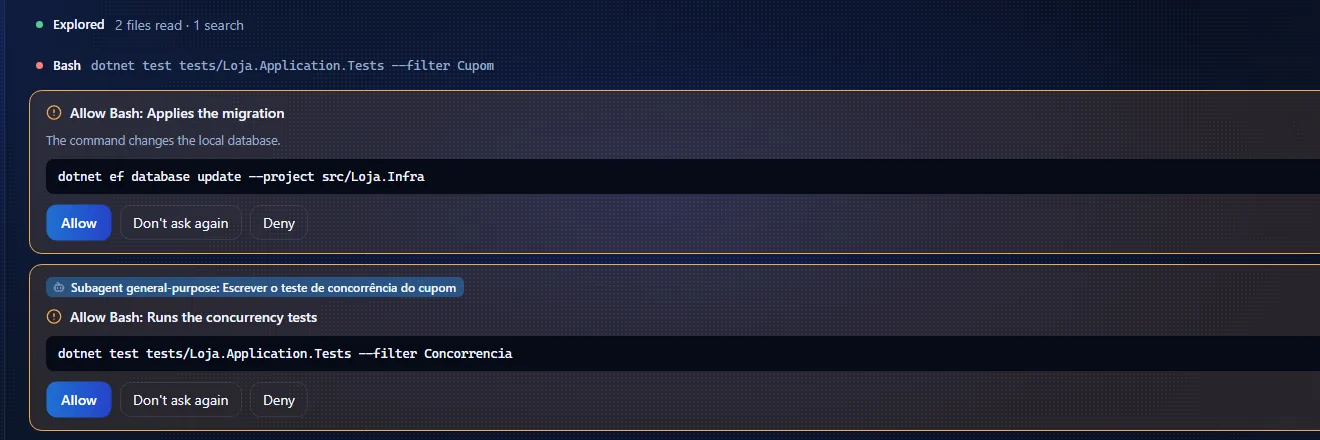 Explored 2 files read · 1 search
Bash dotnet test tests/Loja.Application.Tests --filter Cupom
Allow Bash: Applies the migration
The command changes the local database.
dotnet ef database update --project src/Loja.Infra
Allow Don't ask again Deny
Subagent general-purpose: Escrever o teste de concorrência do cupom
Allow Bash: Runs the concurrency tests
dotnet test tests/Loja.Application.Tests --filter Concorrencia
Allow Don't ask again Deny